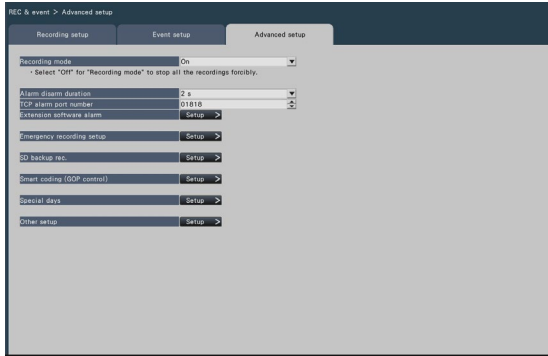 REC & event > Advanced setup
Recording setup
Event setup
Advanced setup
Recording mode On
・Select "Off" for "Recording mode" to stop all the recordings forcibly.
Alarm disarm duration 2 s
TCP alarm port number 01818
Extension software alarm Setup >
Emergency recording setup Setup >
SD backup rec. Setup >
Smart coding (GOP control) Setup >
Special days Setup >
Other setup Setup >